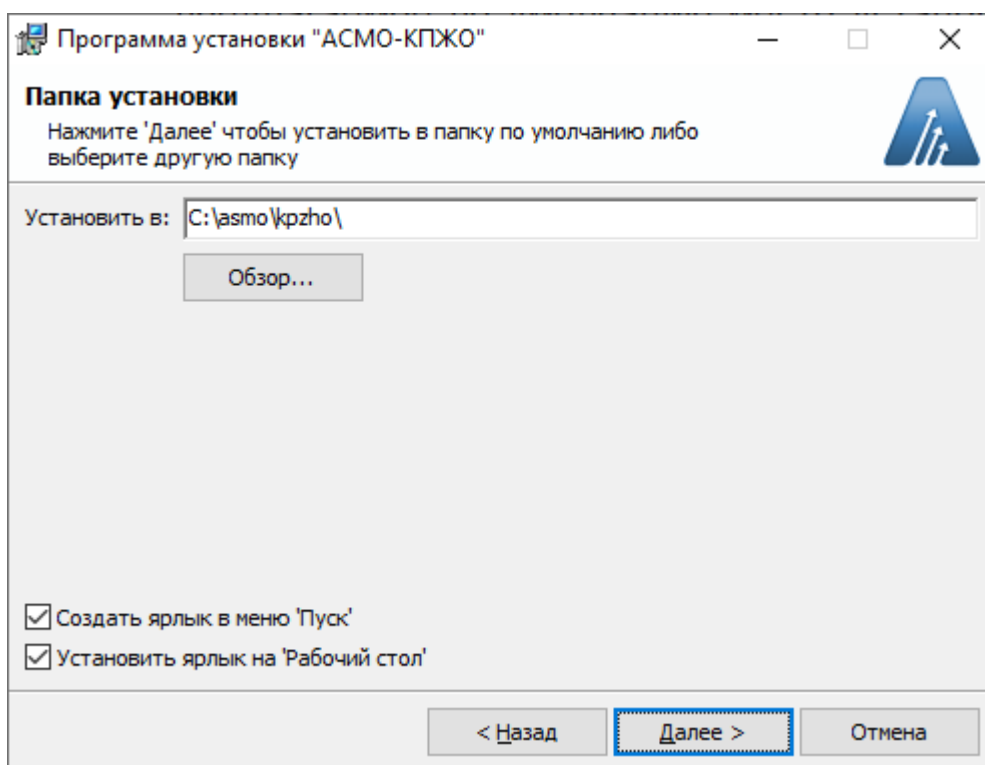 Программа установки "АСМО-КПЖО"
Папка установки
Нажмите 'Далее' чтобы установить в папку по умолчанию либо
выберите другую папку
Установить в: C:\asmo\kpzho\
Обзор...
Создать ярлык в меню 'Пуск'
Установить ярлык на 'Рабочий стол'
< Назад Далее > Отмена